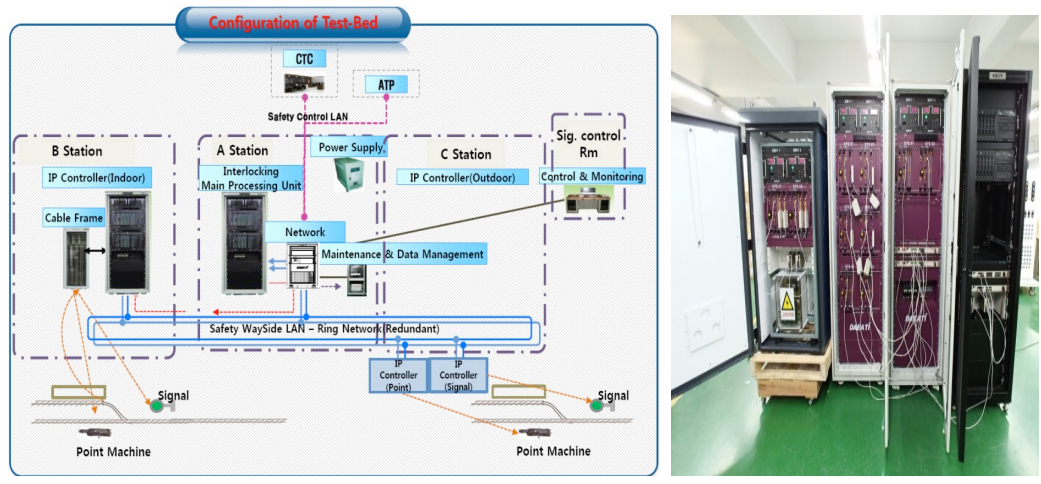 Configuration of Test-Bed
CTC
ATP
Safety Control LAN
B Station
A Station
Power Supply
C Station
Sig. control
Rm
IP Controller(Indoor)
Interlocking
Main Processing Unit
IP Controller(Outdoor)
Control & Monitoring
Cable Frame
Network
Maintenance & Data Management
Safety WaySide LAN – Ring Network(Redundant)
IP
Controller
(Point)
IP
Controller
(Signal)
Signal
Signal
Point Machine
Point Machine
DAEATI
DAEATI